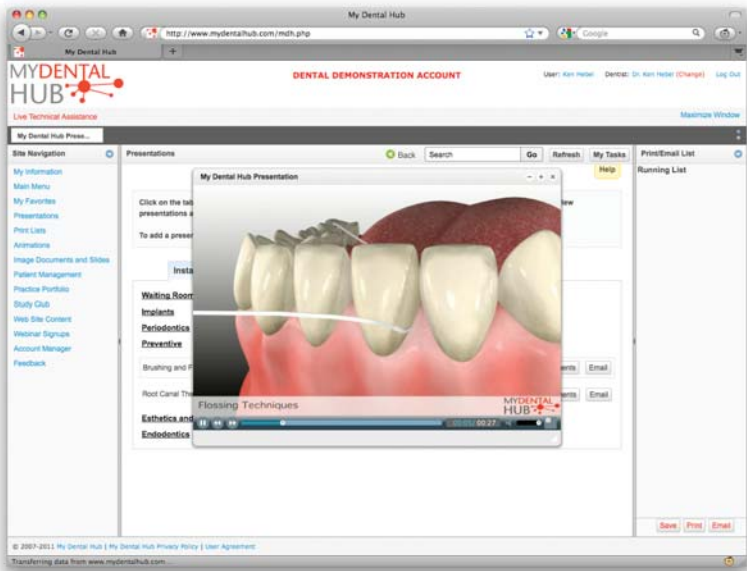 My Dental Hub
http://www.mydentalhub.com/mdh.php
Google
My Dental Hub
MYDENTAL
HUB
DENTAL DEMONSTRATION ACCOUNT
User: Ken Hebel Dentist: Dr. Ken Hebel (Change) Log Out
Live Technical Assistance
Maximize Window
My Dental Hub Prese...
Site Navigation
Presentations
Back
Search
Go
Refresh
My Tasks
Print/Email List
My Information
Main Menu
My Favorites
Presentations
Print Lists
Animations
Image Documents and Slides
Patient Management
Practice Portfolio
Study Club
Web Site Content
Webinar Signups
Account Manager
Feedback
Help
Running List
Click on the tab
presentations a
To add a preser
Insta
Waiting Room
Implants
Periodontics
Preventive
Brushing and F
Root Canal The
Esthetics and
Endodontics
My Dental Hub Presentation
Flossing Techniques
MYDENTAL
HUB
00:27
Email
Email
Save
Print
Email
© 2007-2011 My Dental Hub | My Dental Hub Privacy Policy | User Agreement
Transferring data from www.mydentalhub.com...